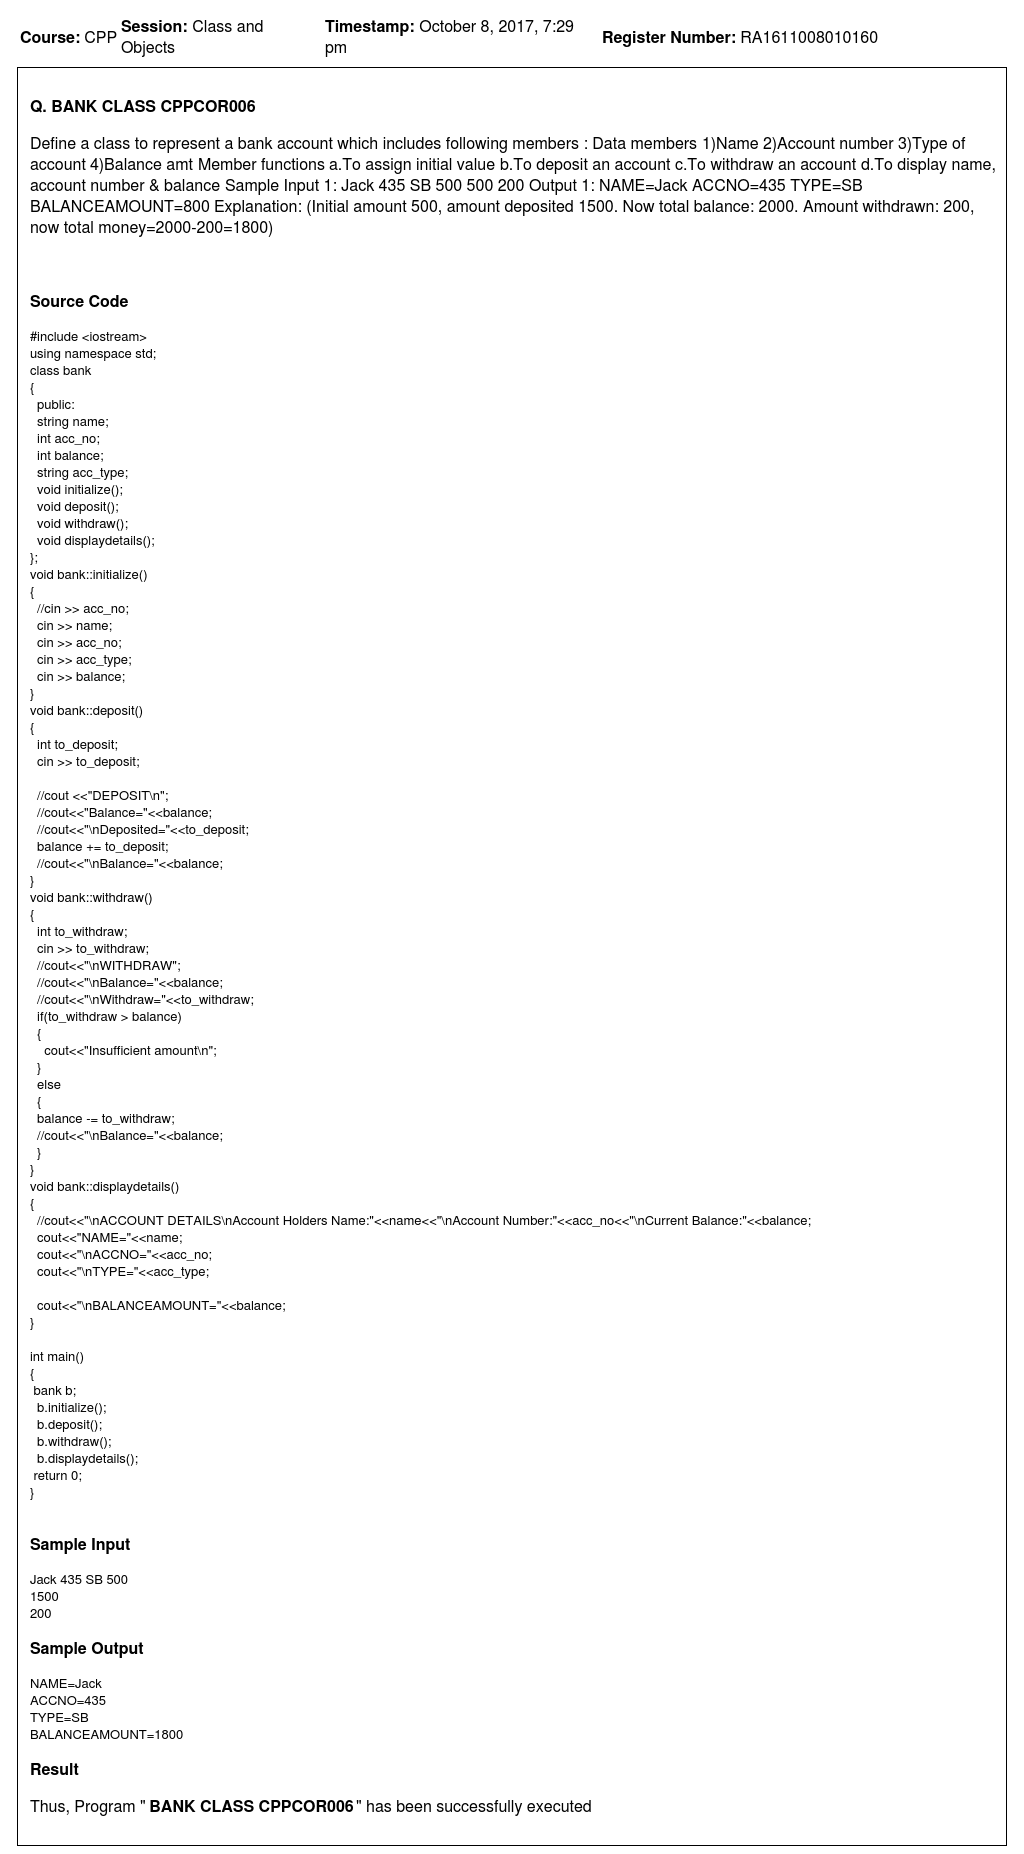 Course: CPP Session: Class and Objects Timestamp: October 8, 2017, 7:29 pm Register Number: RA1611008010160
Q. BANK CLASS CPPCOR006
Define a class to represent a bank account which includes following members : Data members 1)Name 2)Account number 3)Type of
account 4)Balance amt Member functions a.To assign initial value b.To deposit an account c.To withdraw an account d.To display name,
account number & balance Sample Input 1: Jack 435 SB 500 500 200 Output 1: NAME=Jack ACCNO=435 TYPE=SB
BALANCEAMOUNT=800 Explanation: (Initial amount 500, amount deposited 1500. Now total balance: 2000. Amount withdrawn: 200,
now total money=2000-200=1800)
Source Code
#include <iostream>
using namespace std;
class bank
{
  public:
  string name;
  int acc_no;
  int balance;
  string acc_type;
  void initialize();
  void deposit();
  void withdraw();
  void displaydetails();
};
void bank::initialize()
{
  //cin >> acc_no;
  cin >> name;
  cin >> acc_no;
  cin >> acc_type;
  cin >> balance;
}
void bank::deposit()
{
  int to_deposit;
  cin >> to_deposit;

  //cout <<"DEPOSIT\n";
  //cout<<"Balance="<<balance;
  //cout<<"\nDeposited="<<to_deposit;
  balance += to_deposit;
  //cout<<"\nBalance="<<balance;
}
void bank::withdraw()
{
  int to_withdraw;
  cin >> to_withdraw;
  //cout<<"\nWITHDRAW";
  //cout<<"\nBalance="<<balance;
  //cout<<"\nWithdraw="<<to_withdraw;
  if(to_withdraw > balance)
  {
    cout<<"Insufficient amount\n";
  }
  else
  {
  balance -= to_withdraw;
  //cout<<"\nBalance="<<balance;
  }
}
void bank::displaydetails()
{
  //cout<<"\nACCOUNT DETAILS\nAccount Holders Name:"<<name<<"\nAccount Number:"<<acc_no<<"\nCurrent Balance:"<<balance;
  cout<<"NAME="<<name;
  cout<<"\nACCNO="<<acc_no;
  cout<<"\nTYPE="<<acc_type;

  cout<<"\nBALANCEAMOUNT="<<balance;
}

int main()
{
 bank b;
  b.initialize();
  b.deposit();
  b.withdraw();
  b.displaydetails();
 return 0;
}
Sample Input
Jack 435 SB 500
1500
200
Sample Output
NAME=Jack
ACCNO=435
TYPE=SB
BALANCEAMOUNT=1800
Result
Thus, Program " BANK CLASS CPPCOR006 " has been successfully executed